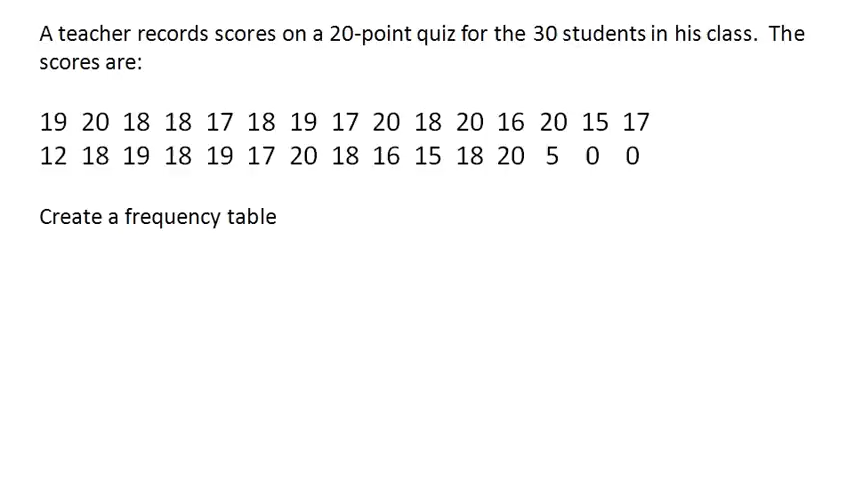 A teacher records scores on a 20-point quiz for the 30 students in his class.  The
scores are:
19 20 18 18 17 18 19 17 20 18 20 16 20 15 17
12 18 19 18 19 17 20 18 16 15 18 20 5 0 0
Create a frequency table